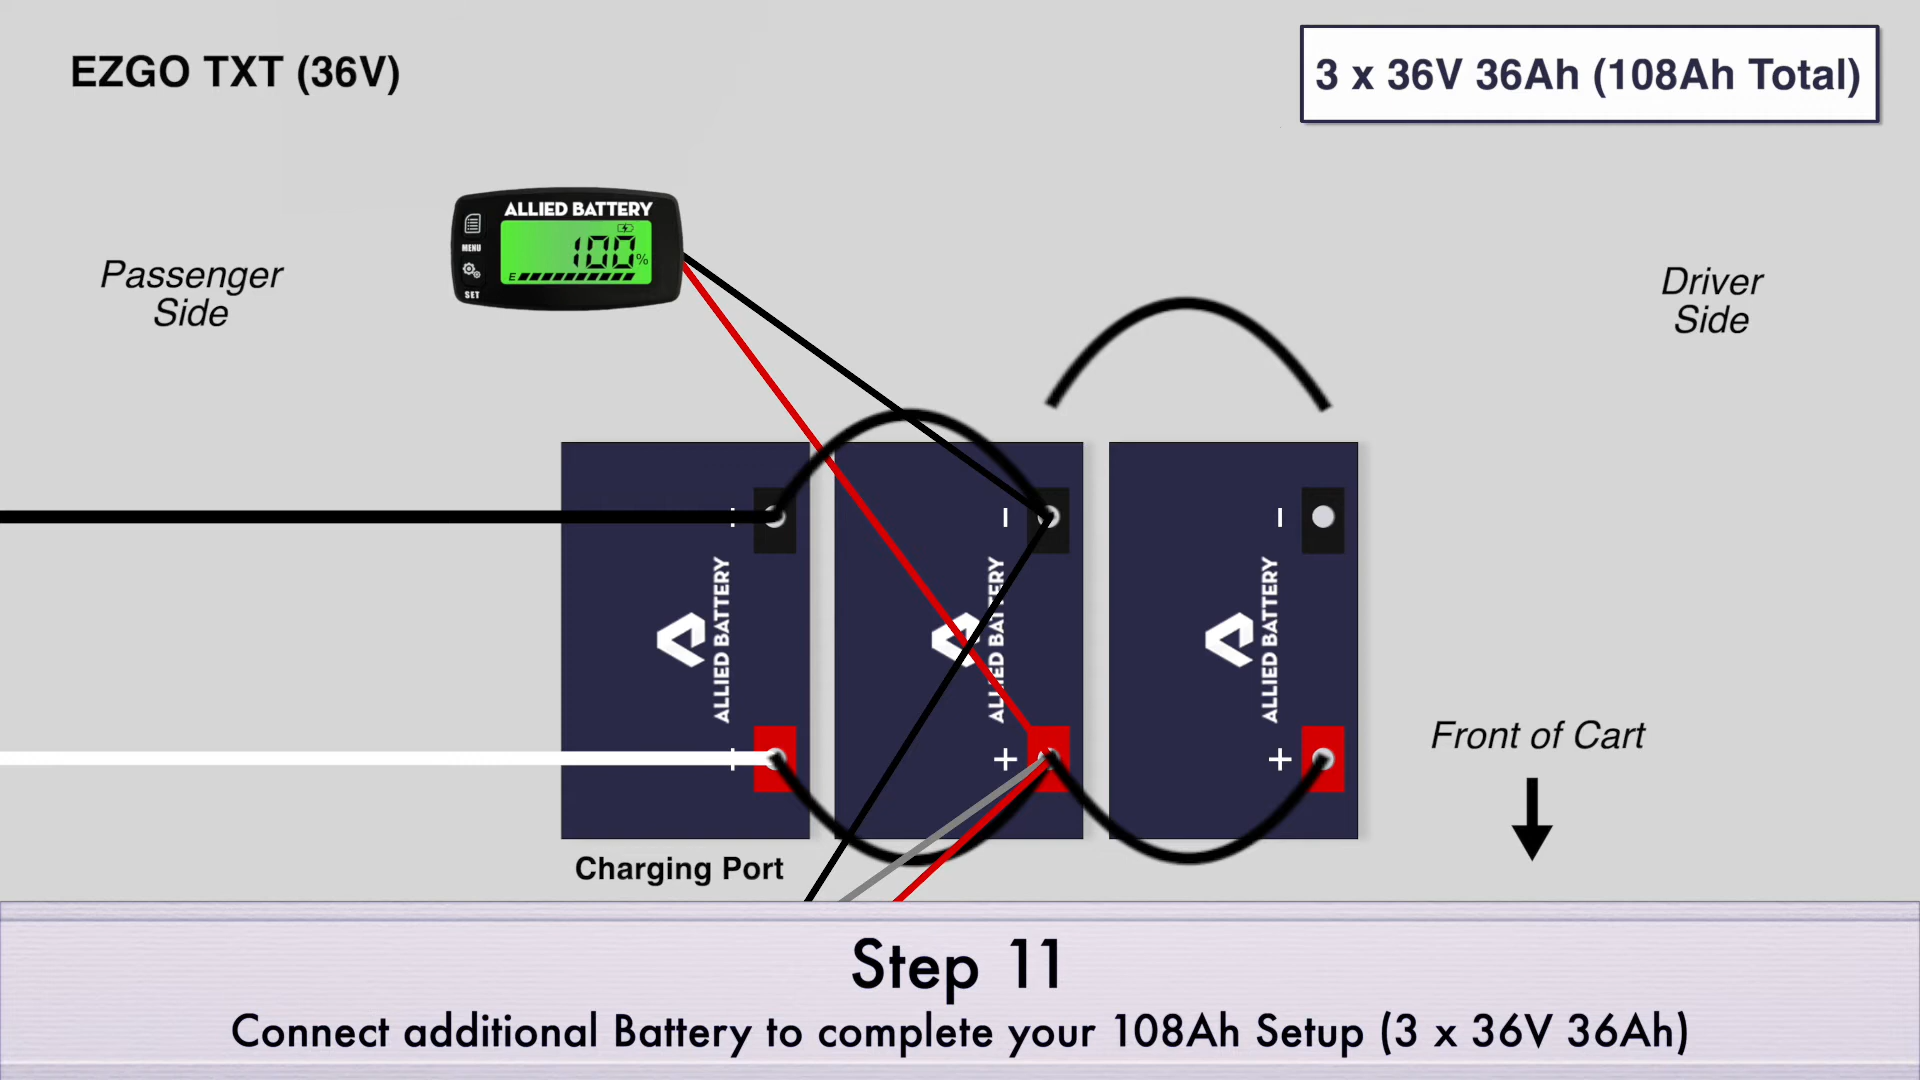 EZGO TXT (36V)
3 x 36V 36Ah (108Ah Total)
ALLIED BATTERY
MENU
100%
E
SET
Passenger
Side
Driver
Side
-
-
-
ALLIED BATTERY
ALLIED BATTERY
ALLIED BATTERY
+
+
+
Front of Cart
Charging Port
Step 11
Connect additional Battery to complete your 108Ah Setup (3 x 36V 36Ah)